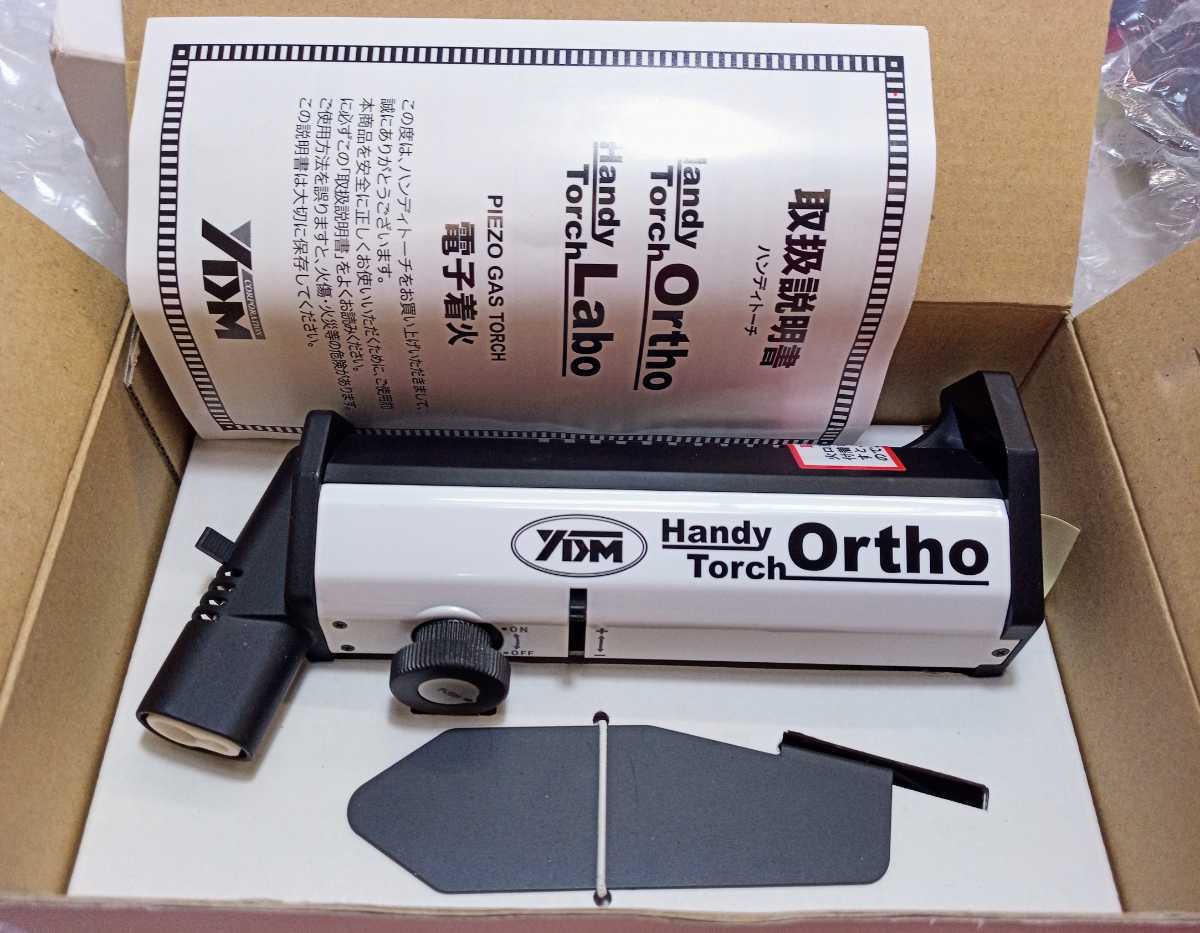 取扱説明書
ハンディトーチ
Handy
Torch Ortho
Handy
Torch Labo
PIEZO GAS TORCH
電子着火
この度は、ハンディトーチをお買い上げいただきまして、
誠にありがとうございます。
本商品を安全に正しくお使いいただくために、ご使用前
に必ずこの「取扱説明書」をよくお読みください。
ご使用方法を誤りますと、火傷・火災等の危険があります。
この説明書は大切に保存してください。
YDM
CORPORATION
YDM
Handy
Torch Ortho
ON
OFF
+
−
PUSH